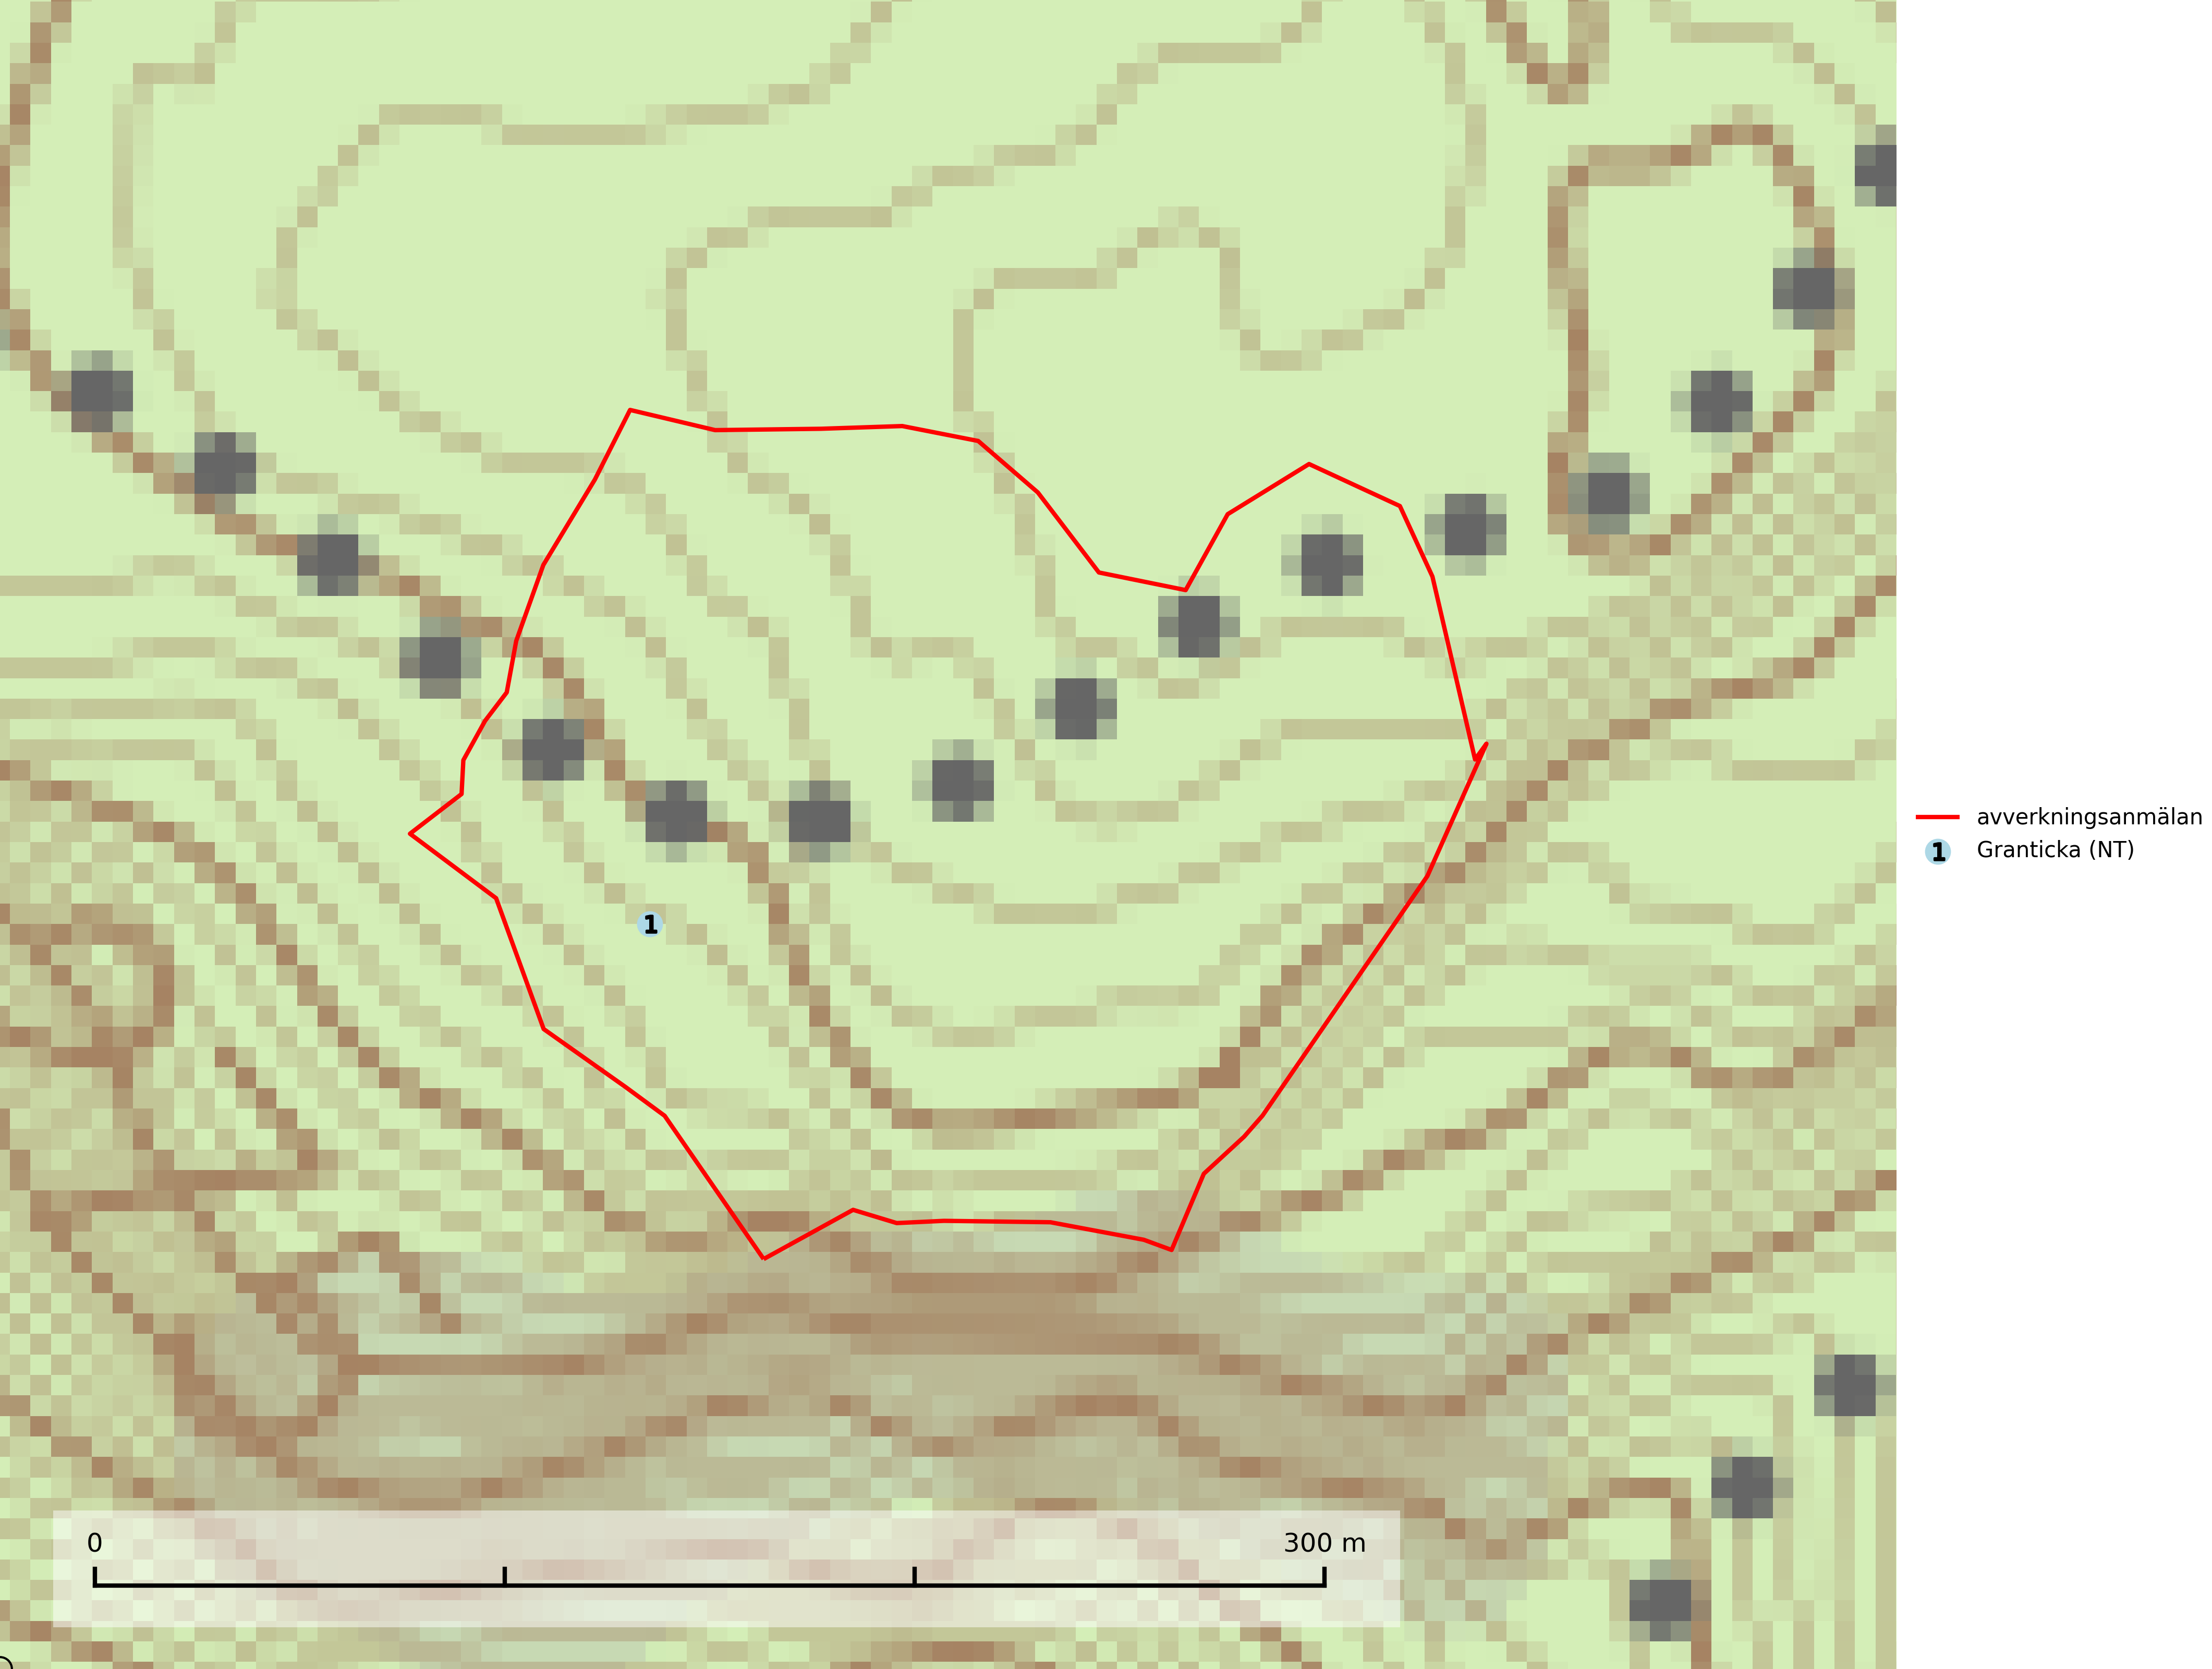 avverkningsanmälan
1 Granticka (NT)
1
0 300 m